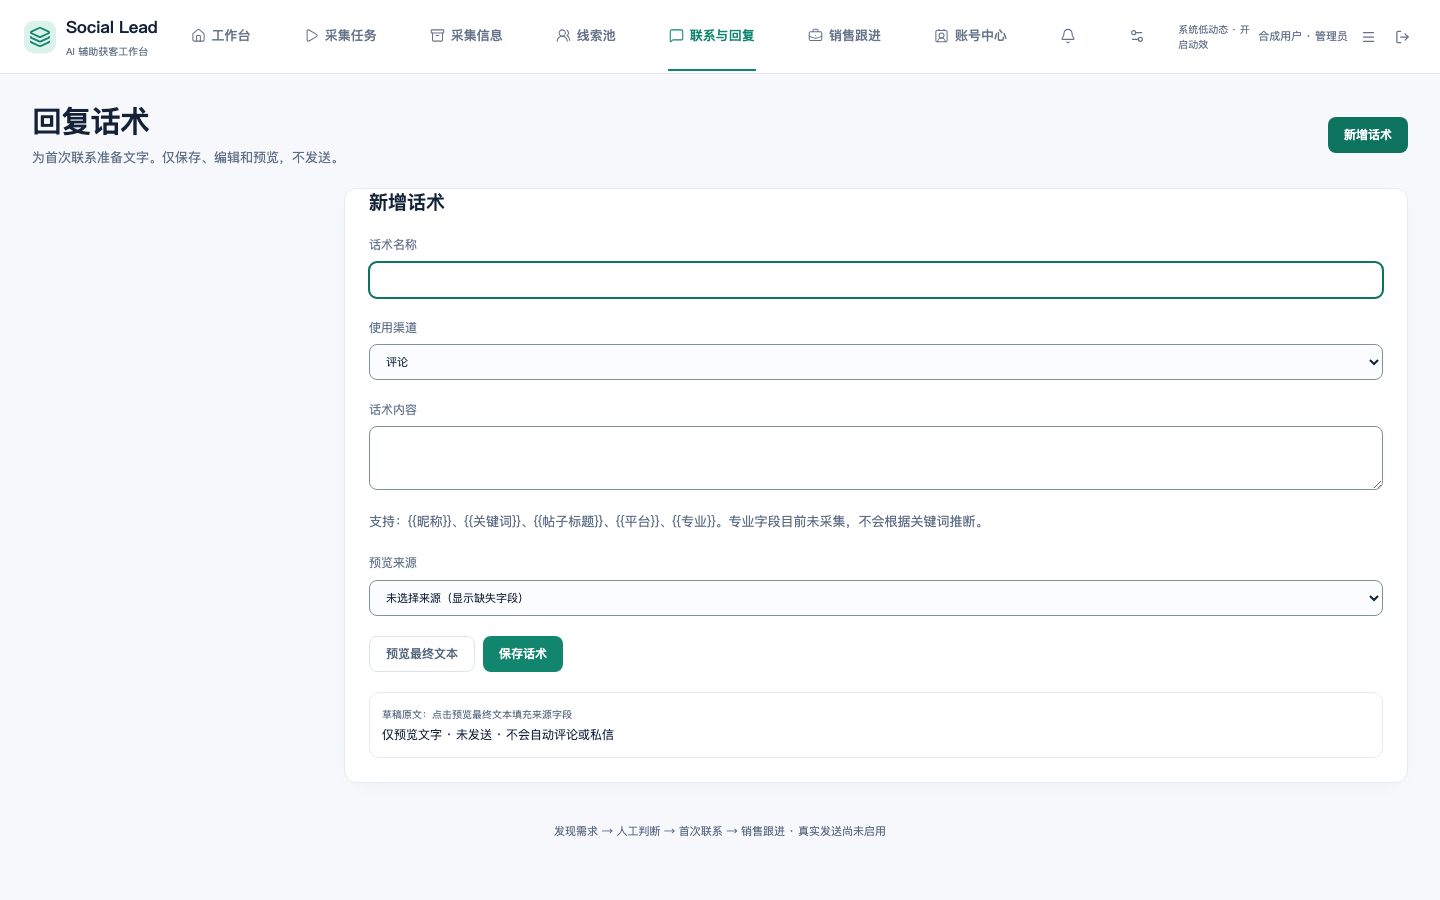 Social Lead
AI 辅助获客工作台
工作台
采集任务
采集信息
线索池
联系与回复
销售跟进
账号中心
系统低动态 · 开
启动效
合成用户 · 管理员
回复话术
为首次联系准备文字。仅保存、编辑和预览，不发送。
新增话术
新增话术
话术名称
使用渠道
评论
话术内容
支持：{{昵称}}、{{关键词}}、{{帖子标题}}、{{平台}}、{{专业}}。专业字段目前未采集，不会根据关键词推断。
预览来源
未选择来源（显示缺失字段）
预览最终文本
保存话术
草稿原文：点击预览最终文本填充来源字段
仅预览文字 · 未发送 · 不会自动评论或私信
发现需求 → 人工判断 → 首次联系 → 销售跟进 · 真实发送尚未启用